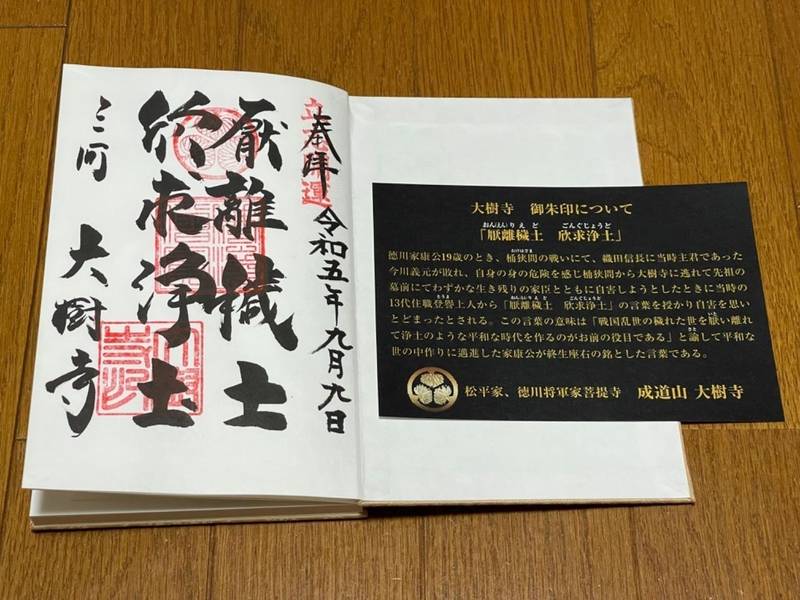 奉拝
令和五年九月九日
厭離穢土
欣求浄土
三河
大樹寺
大樹寺 御朱印について
「厭離穢土 欣求浄土」
徳川家康公19歳のとき、桶狭間の戦いにて、織田信長に当時主君であった
今川義元が敗れ、自身の身の危険を感じ桶狭間から大樹寺に逃れて先祖の
墓前にてわずかな生き残りの家臣とともに自害しようとしたときに当時の
13代住職登誉上人から「厭離穢土 欣求浄土」の言葉を授かり自害を思い
とどまったとされる。この言葉の意味は「戦国乱世の穢れた世を厭い離れ
て浄土のような平和な時代を作るのがお前の役目である」と諭して平和な
世の中作りに邁進した家康公が終生座右の銘とした言葉である。
松平家、徳川将軍家菩提寺 成道山 大樹寺